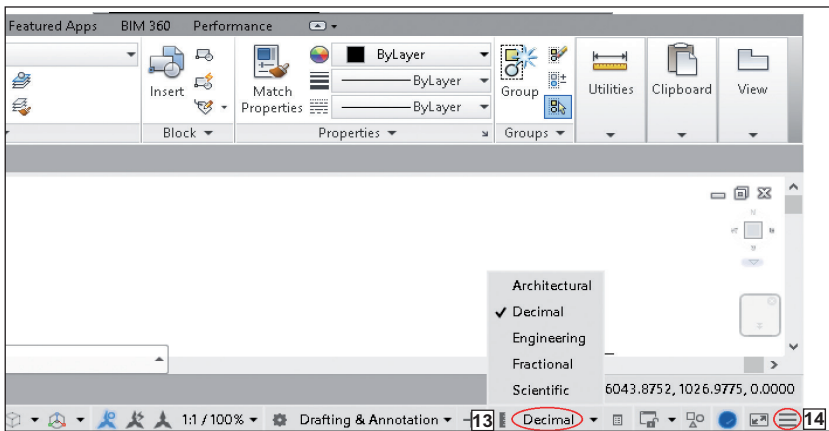 Featured Apps BIM 360 Performance
ByLayer
Insert Match Properties ByLayer Group Utilities Clipboard View
ByLayer
Block Properties Groups
Architectural
Decimal
Engineering
Fractional
Scientific 6043.8752, 1026.9775, 0.0000
1:1 / 100% Drafting & Annotation 13 Decimal 14